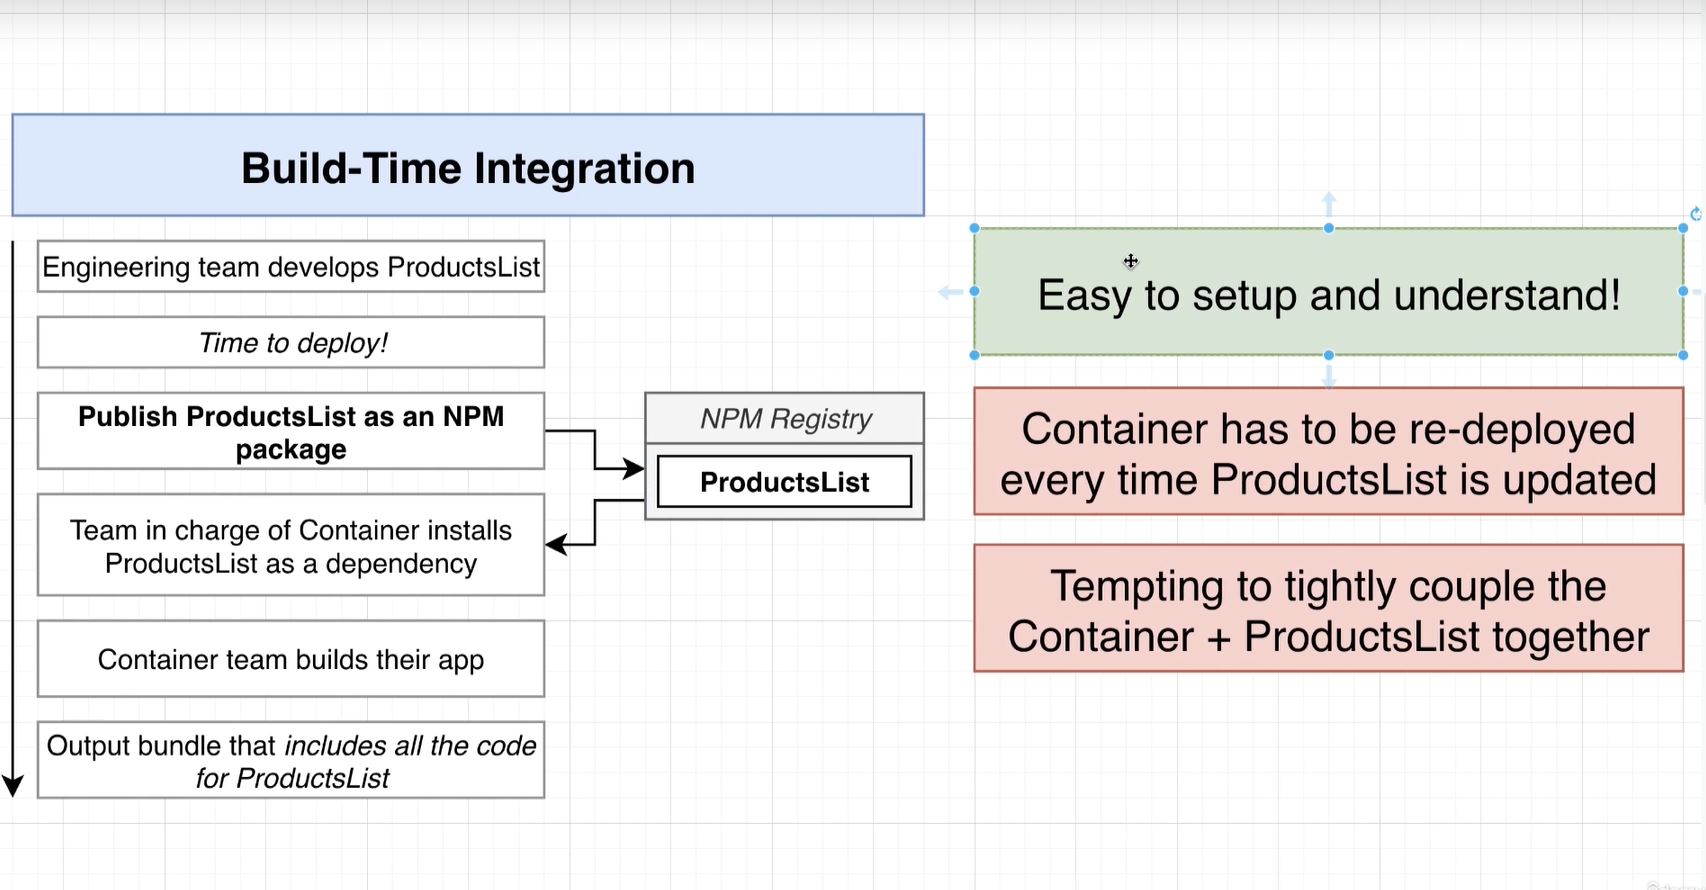 Build-Time Integration
Engineering team develops ProductsList
Time to deploy!
Publish ProductsList as an NPM
package
NPM Registry
ProductsList
Team in charge of Container installs
ProductsList as a dependency
Container team builds their app
Output bundle that includes all the code
for ProductsList
Easy to setup and understand!
Container has to be re-deployed
every time ProductsList is updated
Tempting to tightly couple the
Container + ProductsList together